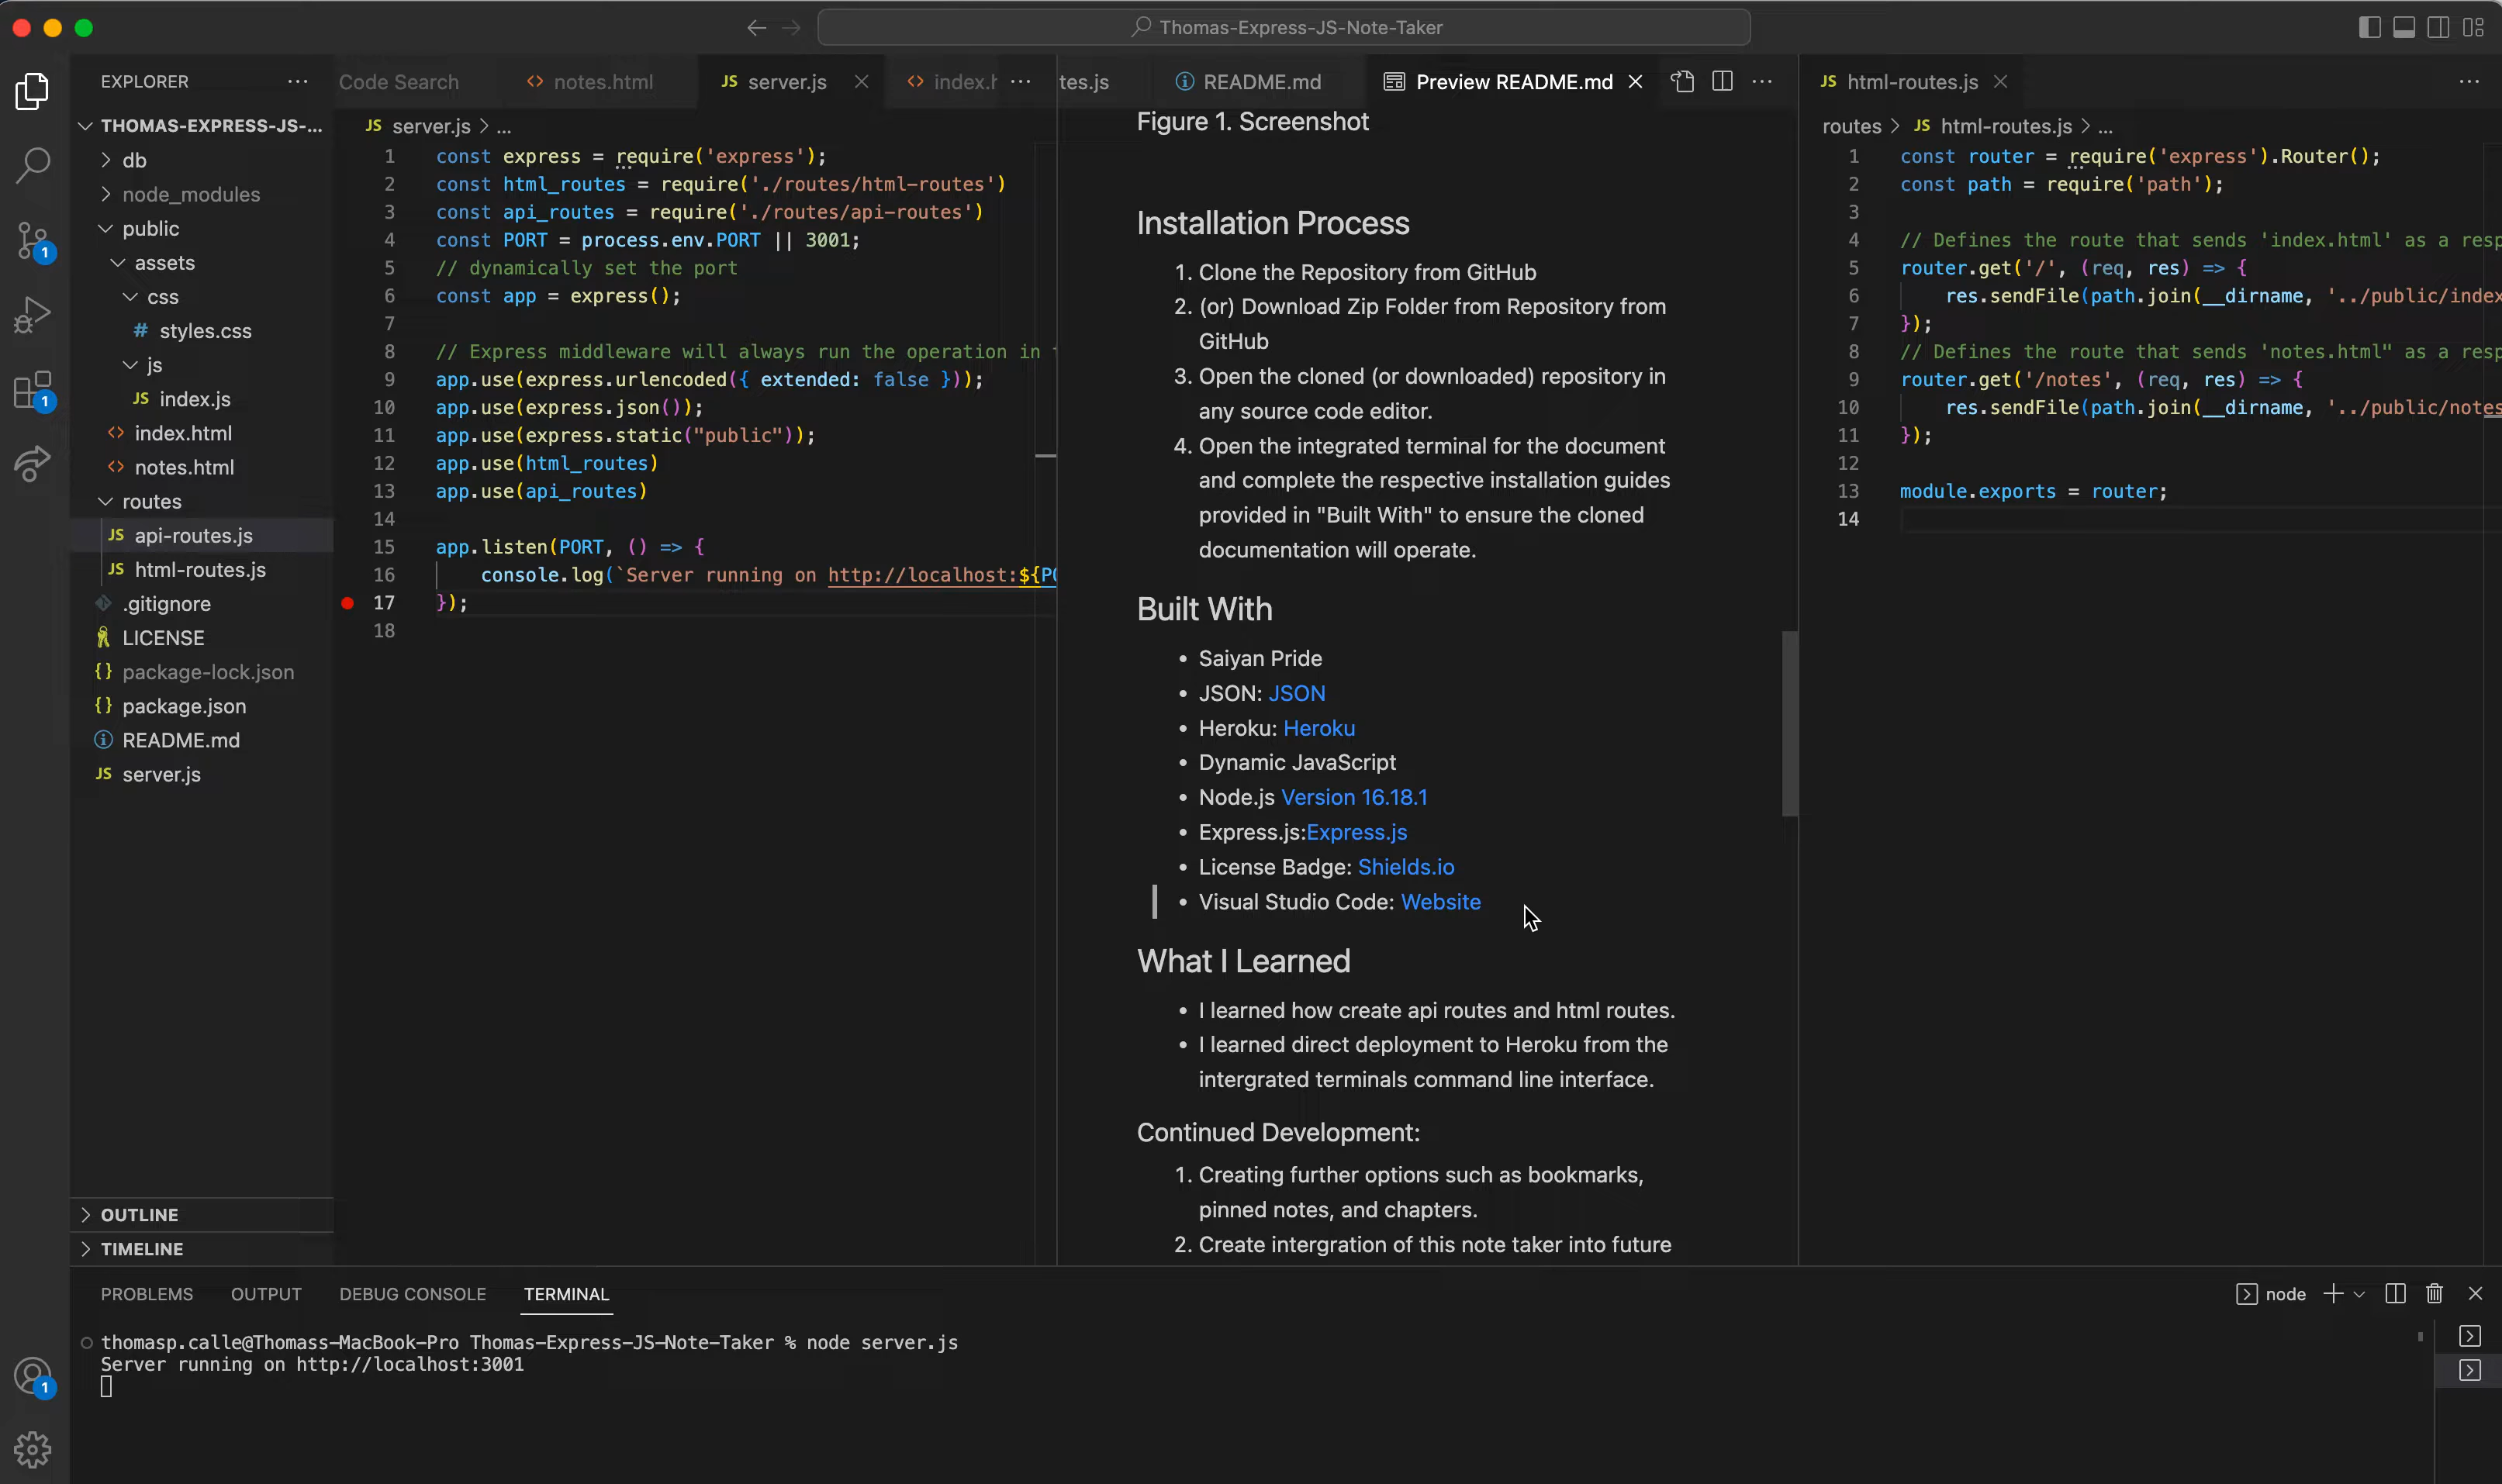 Thomas-Express-JS-Note-Taker
EXPLORER
THOMAS-EXPRESS-JS-...
db
node_modules
public
assets
css
# styles.css
js
JS index.js
<> index.html
<> notes.html
routes
JS api-routes.js
JS html-routes.js
.gitignore
LICENSE
{} package-lock.json
{} package.json
README.md
JS server.js
OUTLINE
TIMELINE
1
1
1
Code Search
<> notes.html
JS server.js
<> index.h
JS server.js > ...
1 const express = require('express');
2 const html_routes = require('./routes/html-routes')
3 const api_routes = require('./routes/api-routes')
4 const PORT = process.env.PORT || 3001;
5 // dynamically set the port
6 const app = express();
7
8 // Express middleware will always run the operation in
9 app.use(express.urlencoded({ extended: false }));
10 app.use(express.json());
11 app.use(express.static("public"));
12 app.use(html_routes)
13 app.use(api_routes)
14
15 app.listen(PORT, () => {
16 console.log(`Server running on http://localhost:${PO
17 });
18
tes.js
README.md
Preview README.md
Figure 1. Screenshot
Installation Process
1. Clone the Repository from GitHub
2. (or) Download Zip Folder from Repository from
GitHub
3. Open the cloned (or downloaded) repository in
any source code editor.
4. Open the integrated terminal for the document
and complete the respective installation guides
provided in "Built With" to ensure the cloned
documentation will operate.
Built With
• Saiyan Pride
• JSON: JSON
• Heroku: Heroku
• Dynamic JavaScript
• Node.js Version 16.18.1
• Express.js:Express.js
• License Badge: Shields.io
• Visual Studio Code: Website
What I Learned
• I learned how create api routes and html routes.
• I learned direct deployment to Heroku from the
intergrated terminals command line interface.
Continued Development:
1. Creating further options such as bookmarks,
pinned notes, and chapters.
2. Create intergration of this note taker into future
JS html-routes.js
routes > JS html-routes.js > ...
1 const router = require('express').Router();
2 const path = require('path');
3
4 // Defines the route that sends 'index.html' as a resp
5 router.get('/', (req, res) => {
6 res.sendFile(path.join(__dirname, '../public/index
7 });
8 // Defines the route that sends 'notes.html" as a resp
9 router.get('/notes', (req, res) => {
10 res.sendFile(path.join(__dirname, '../public/notes
11 });
12
13 module.exports = router;
14
PROBLEMS OUTPUT DEBUG CONSOLE TERMINAL
node
thomasp.calle@Thomass-MacBook-Pro Thomas-Express-JS-Note-Taker % node server.js
Server running on http://localhost:3001